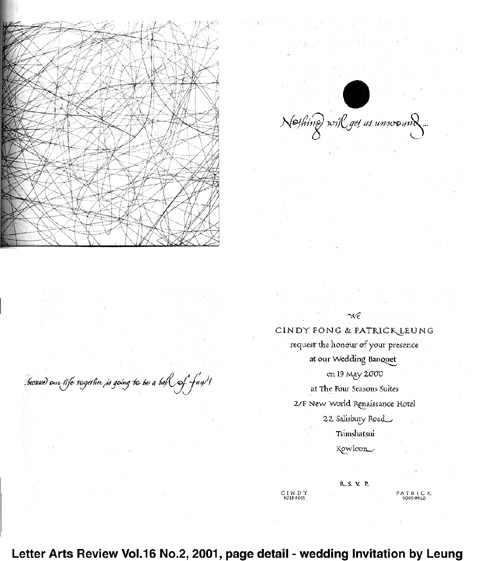 Nothing will get us unwound...
...because our life together is going to be a ball of fun!
WE
CINDY FONG & PATRICK LEUNG
request the honour of your presence
at our Wedding Banquet
on 19 May 2000
at The Four Seasons Suites
2/F New World Renaissance Hotel
22 Salisbury Road
Tsimshatsui
Kowloon
R. S. V. P.
CINDY
PATRICK
Letter Arts Review Vol.16 No.2, 2001, page detail - wedding Invitation by Leung